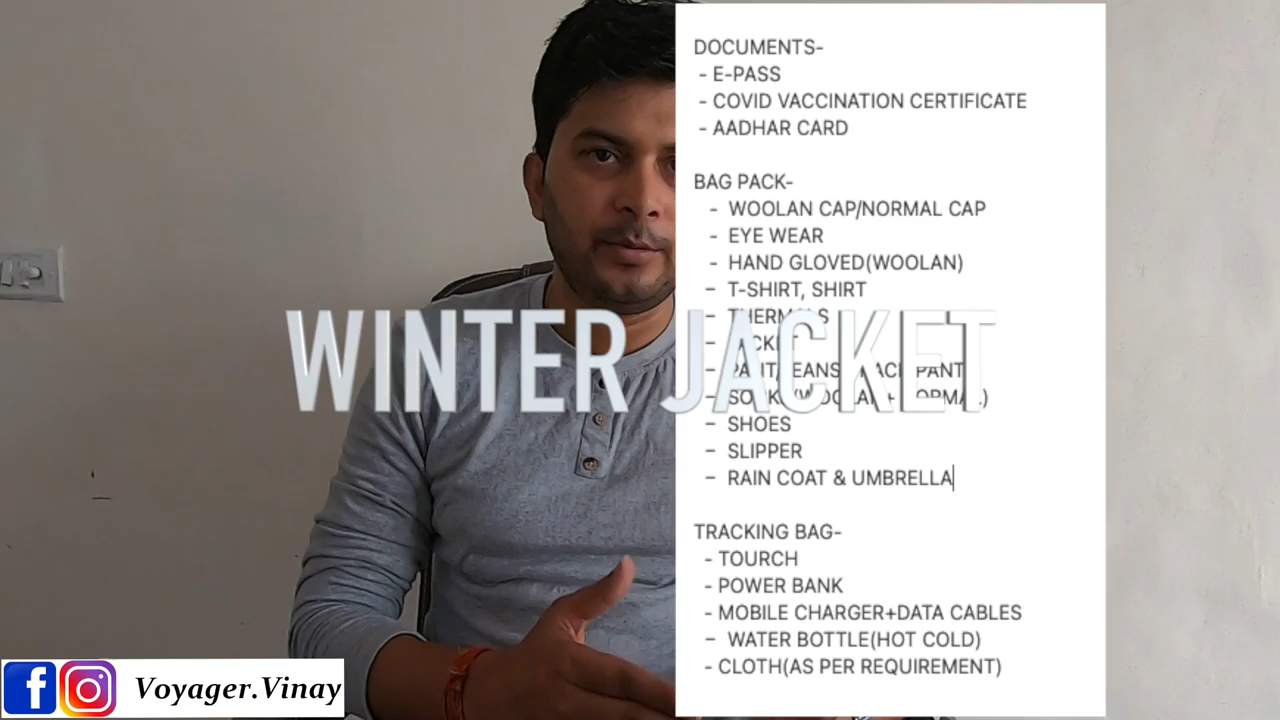 DOCUMENTS-
- E-PASS
- COVID VACCINATION CERTIFICATE
- AADHAR CARD
BAG PACK-
- WOOLAN CAP/NORMAL CAP
- EYE WEAR
- HAND GLOVED(WOOLAN)
- T-SHIRT, SHIRT
- THERMALS
WINTER JACKET
- SHOES
- SLIPPER
- RAIN COAT & UMBRELLA
TRACKING BAG-
- TOURCH
- POWER BANK
- MOBILE CHARGER+DATA CABLES
- WATER BOTTLE(HOT COLD)
- CLOTH(AS PER REQUIREMENT)
Voyager.Vinay